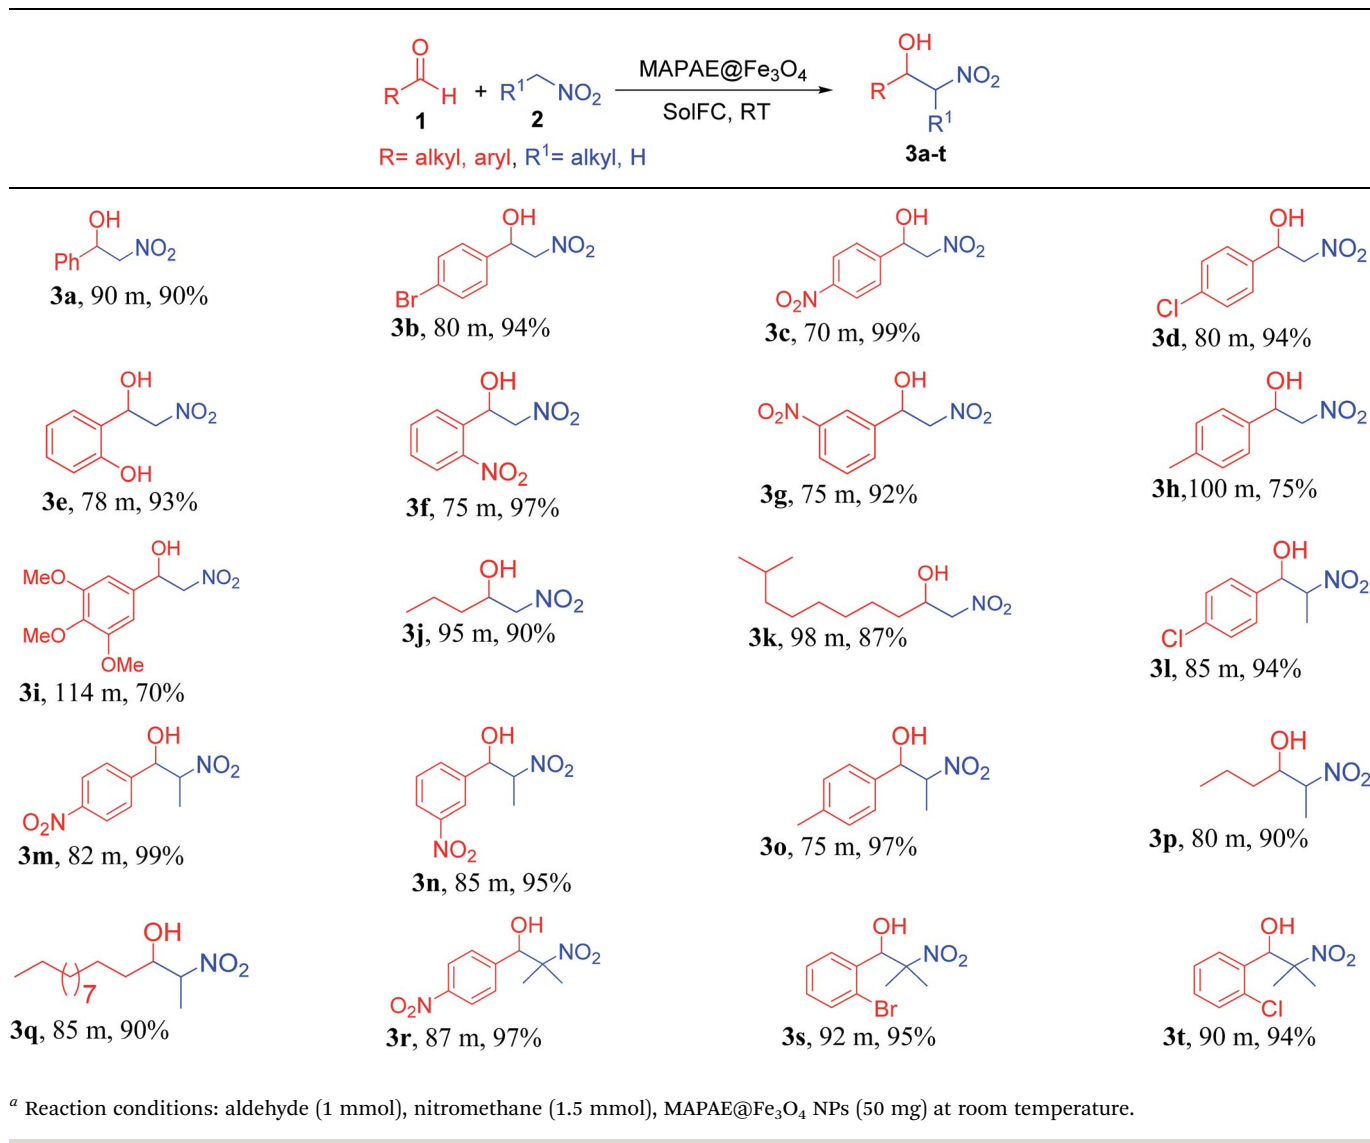 O
R H
1
+
R¹ NO₂
2
MAPAE@Fe₃O₄
SolFC, RT
OH
R NO₂
R¹
3a-t
R= alkyl, aryl, R¹= alkyl, H
OH
Ph NO₂
3a, 90 m, 90%
OH
NO₂
Br
3b, 80 m, 94%
OH
NO₂
O₂N
3c, 70 m, 99%
OH
NO₂
Cl
3d, 80 m, 94%
OH
NO₂
OH
3e, 78 m, 93%
OH
NO₂
NO₂
3f, 75 m, 97%
OH
NO₂ NO₂
3g, 75 m, 92%
OH
NO₂
3h,100 m, 75%
OH
MeO NO₂
MeO
OMe
3i, 114 m, 70%
OH
NO₂
3j, 95 m, 90%
OH
NO₂
3k, 98 m, 87%
OH
NO₂
Cl
3l, 85 m, 94%
OH
NO₂
O₂N
3m, 82 m, 99%
OH
NO₂
NO₂
3n, 85 m, 95%
OH
NO₂
3o, 75 m, 97%
OH
NO₂
3p, 80 m, 90%
OH
NO₂
( )7
3q, 85 m, 90%
OH
NO₂
O₂N
3r, 87 m, 97%
OH
NO₂
Br
3s, 92 m, 95%
OH
NO₂
Cl
3t, 90 m, 94%
ᵃ Reaction conditions: aldehyde (1 mmol), nitromethane (1.5 mmol), MAPAE@Fe₃O₄ NPs (50 mg) at room temperature.